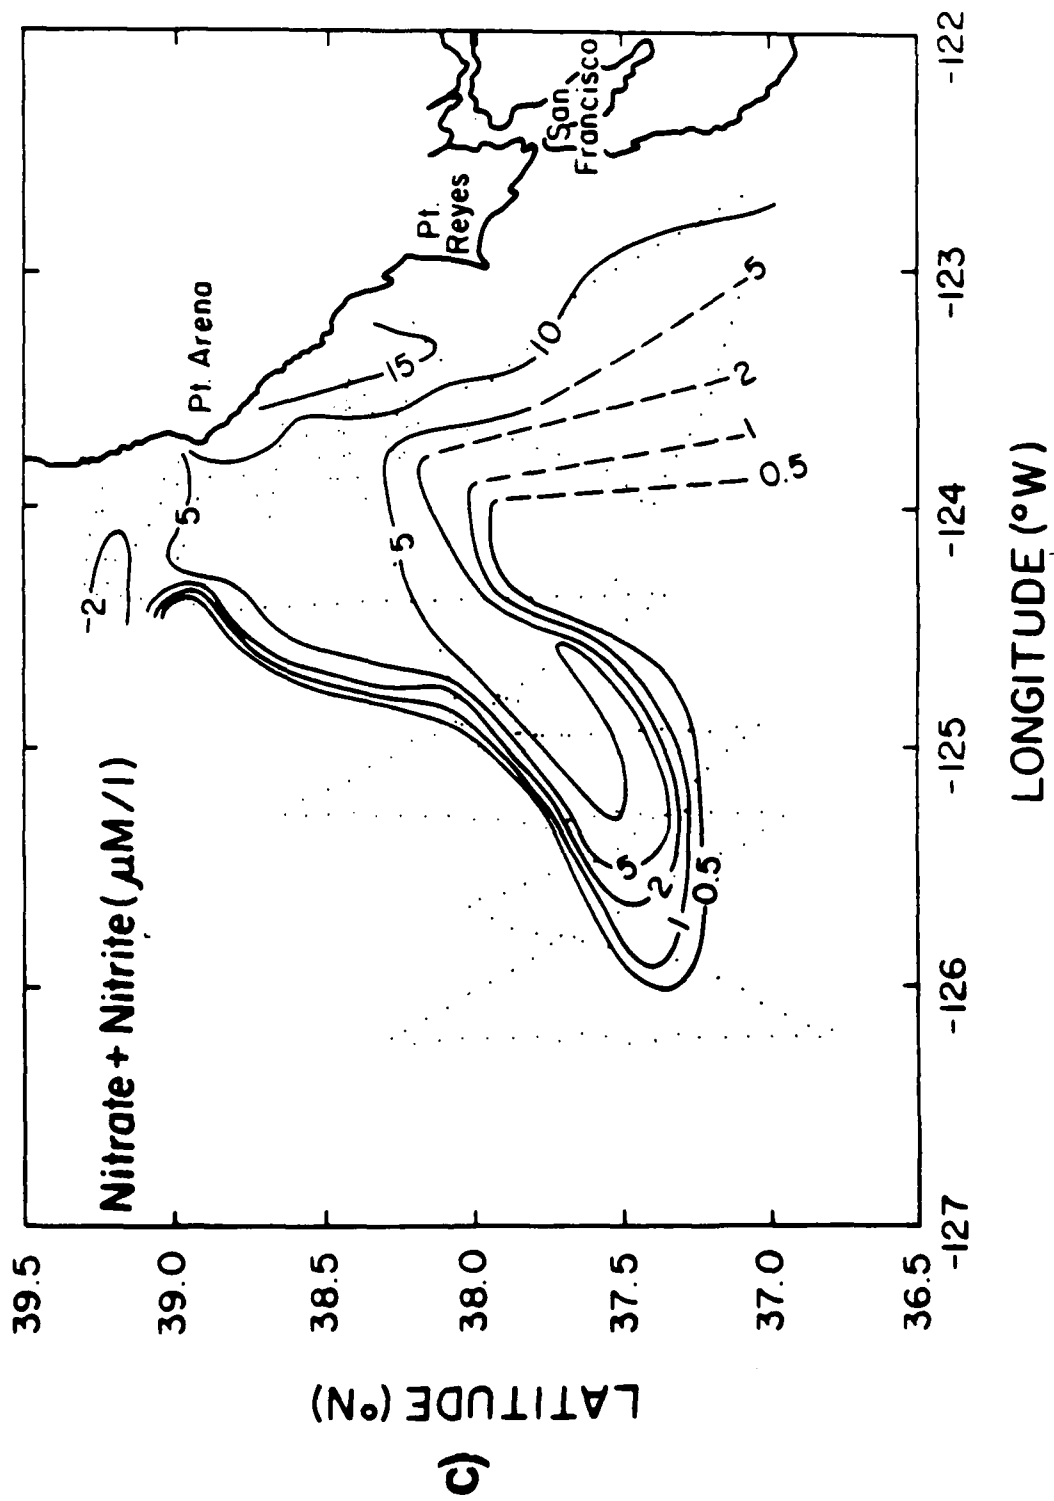 c)
Nitrate + Nitrite (μM/l)
LATITUDE (°N)
39.5
39.0
38.5
38.0
37.5
37.0
36.5
-127
-126
-125
-124
-123
-122
LONGITUDE (°W)
Pt. Arena
Pt.
Reyes
San
Francisco
2
5
15
10
5
5
2
1
0.5
5
2
1
0.5